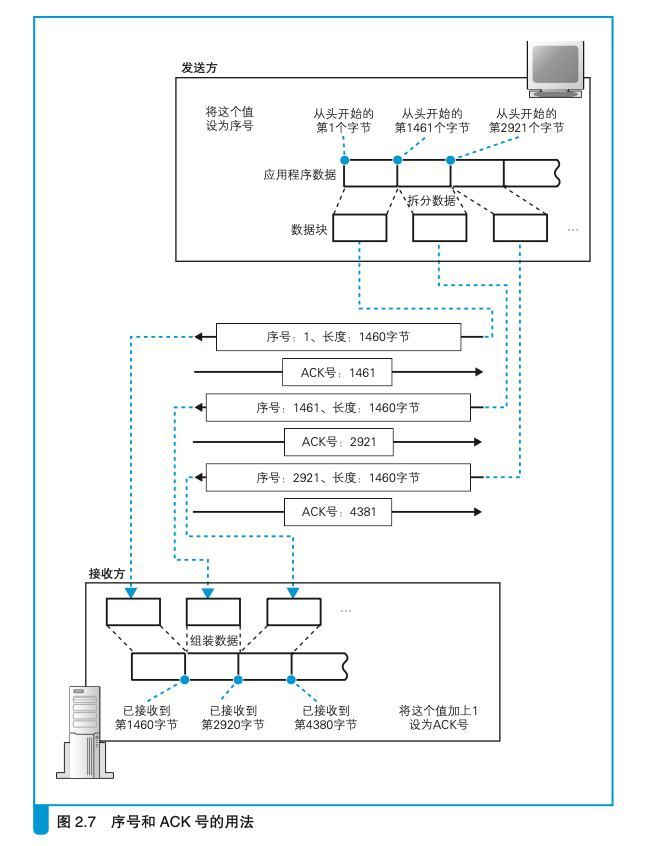 发送方
将这个值
设为序号
从头开始的
第1个字节
从头开始的
第1461个字节
从头开始的
第2921个字节
应用程序数据
拆分数据
数据块
…
序号：1、长度：1460字节
ACK号：1461
序号：1461、长度：1460字节
ACK号：2921
序号：2921、长度：1460字节
ACK号：4381
接收方
…
组装数据
已接收到
第1460字节
已接收到
第2920字节
已接收到
第4380字节
将这个值加上1
设为ACK号
图 2.7 序号和 ACK 号的用法